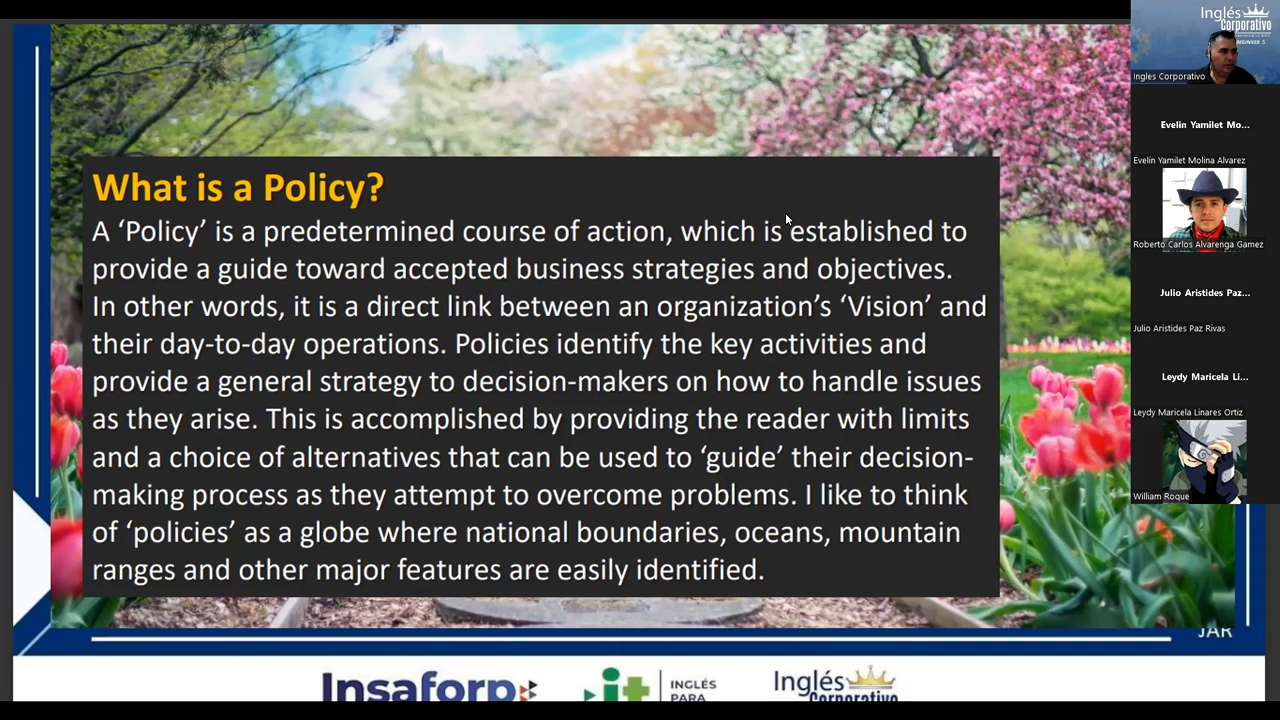 What is a Policy?
A ‘Policy’ is a predetermined course of action, which is established to
provide a guide toward accepted business strategies and objectives.
In other words, it is a direct link between an organization’s ‘Vision’ and
their day-to-day operations. Policies identify the key activities and
provide a general strategy to decision-makers on how to handle issues
as they arise. This is accomplished by providing the reader with limits
and a choice of alternatives that can be used to ‘guide’ their decision-
making process as they attempt to overcome problems. I like to think
of ‘policies’ as a globe where national boundaries, oceans, mountain
ranges and other major features are easily identified.
JAR
Insaforp
it
INGLÉS
PARA
Inglés
Corporativo
Inglés
Corporativo
BEGINNER 5
Ingles Corporativo
Evelin Yamilet Mo...
Evelin Yamilet Molina Alvarez
Roberto Carlos Alvarenga Gamez
Julio Aristides Paz...
Julio Aristides Paz Rivas
Leydy Maricela Li...
Leydy Maricela Linares Ortiz
William Roque